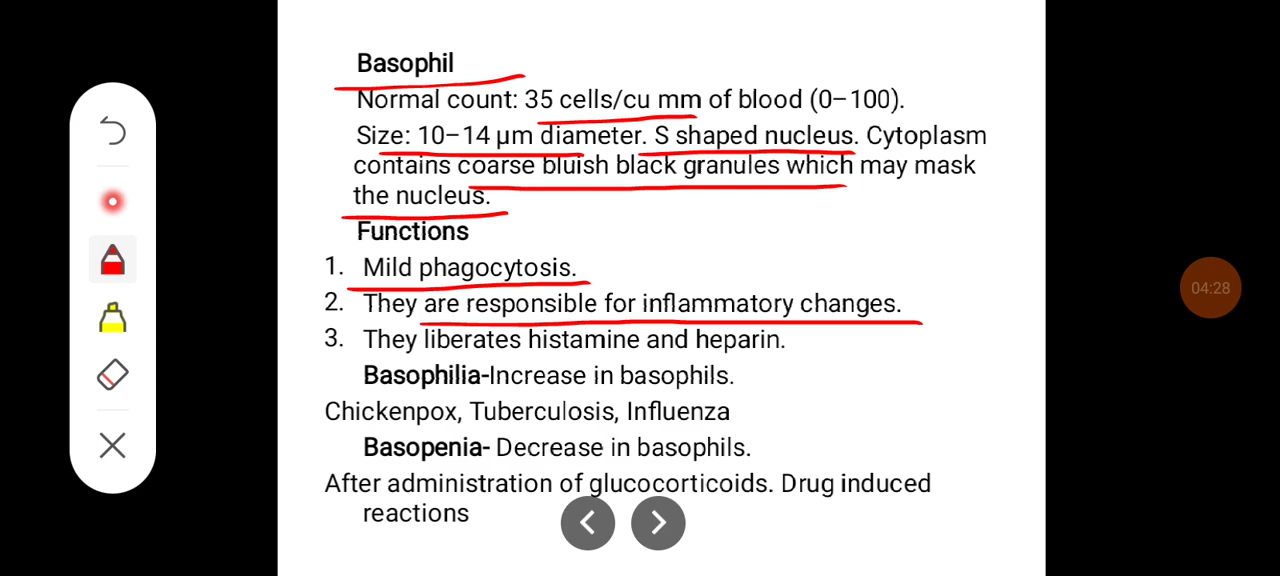 Basophil
Normal count: 35 cells/cu mm of blood (0–100).
Size: 10–14 µm diameter. S shaped nucleus. Cytoplasm
contains coarse bluish black granules which may mask
the nucleus.
Functions
1. Mild phagocytosis.
2. They are responsible for inflammatory changes.
3. They liberates histamine and heparin.
Basophilia-Increase in basophils.
Chickenpox, Tuberculosis, Influenza
Basopenia- Decrease in basophils.
After administration of glucocorticoids. Drug induced
reactions
04:28